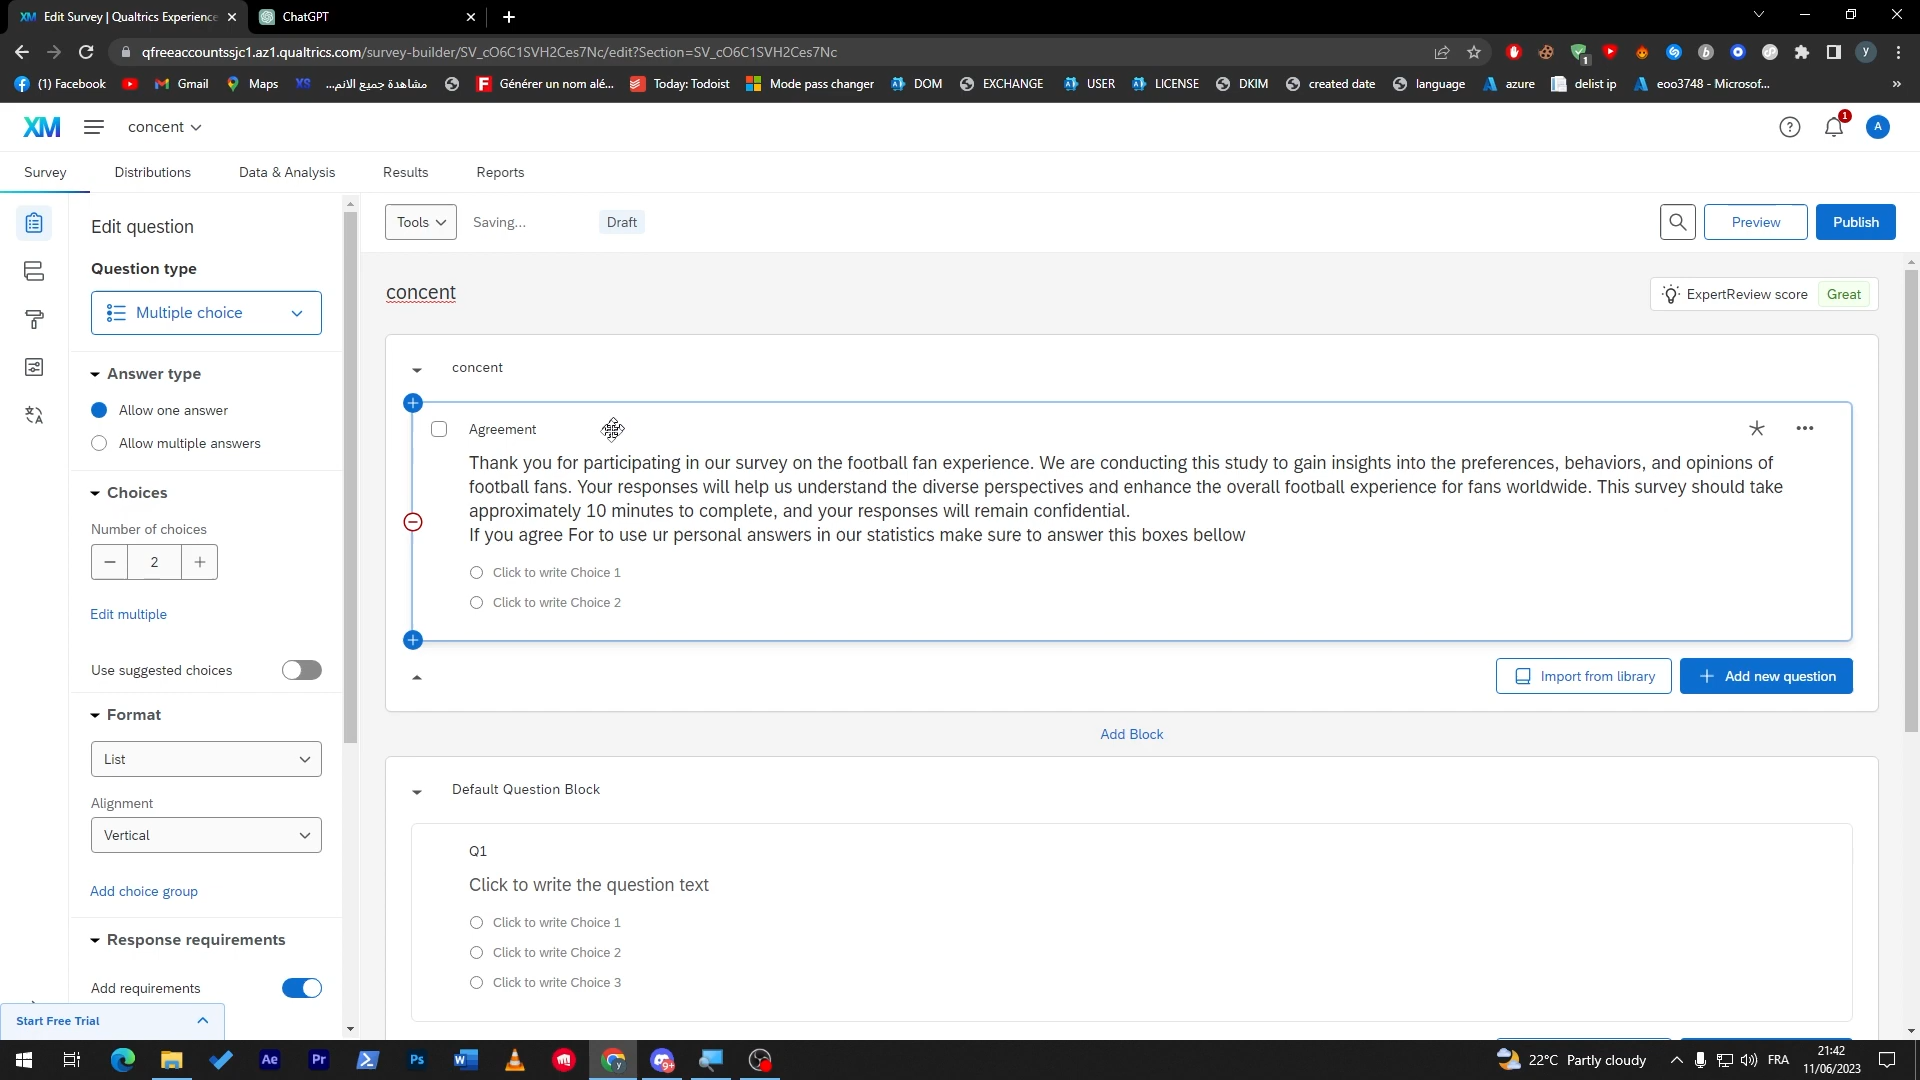 Edit Survey | Qualtrics Experience
ChatGPT
qfreeaccountssjc1.az1.qualtrics.com/survey-builder/SV_cO6C1SVH2Ces7Nc/edit?Section=SV_cO6C1SVH2Ces7Nc
(1) Facebook
Gmail
Maps
مشاهدة جميع الانم...
Générer un nom alé...
Today: Todoist
Mode pass changer
DOM
EXCHANGE
USER
LICENSE
DKIM
created date
language
azure
delist ip
eoo3748 - Microsof...
XM
concent
1
A
Survey
Distributions
Data & Analysis
Results
Reports
Edit question
Question type
Multiple choice
Answer type
Allow one answer
Allow multiple answers
Choices
Number of choices
2
Edit multiple
Use suggested choices
Format
List
Alignment
Vertical
Add choice group
Response requirements
Add requirements
Start Free Trial
Tools
Saving...
Draft
Preview
Publish
concent
ExpertReview score
Great
concent
Agreement
Thank you for participating in our survey on the football fan experience. We are conducting this study to gain insights into the preferences, behaviors, and opinions of
football fans. Your responses will help us understand the diverse perspectives and enhance the overall football experience for fans worldwide. This survey should take
approximately 10 minutes to complete, and your responses will remain confidential.
If you agree For to use ur personal answers in our statistics make sure to answer this boxes bellow
Click to write Choice 1
Click to write Choice 2
Import from library
Add new question
Add Block
Default Question Block
Q1
Click to write the question text
Click to write Choice 1
Click to write Choice 2
Click to write Choice 3
22°C Partly cloudy
FRA
21:42
11/06/2023